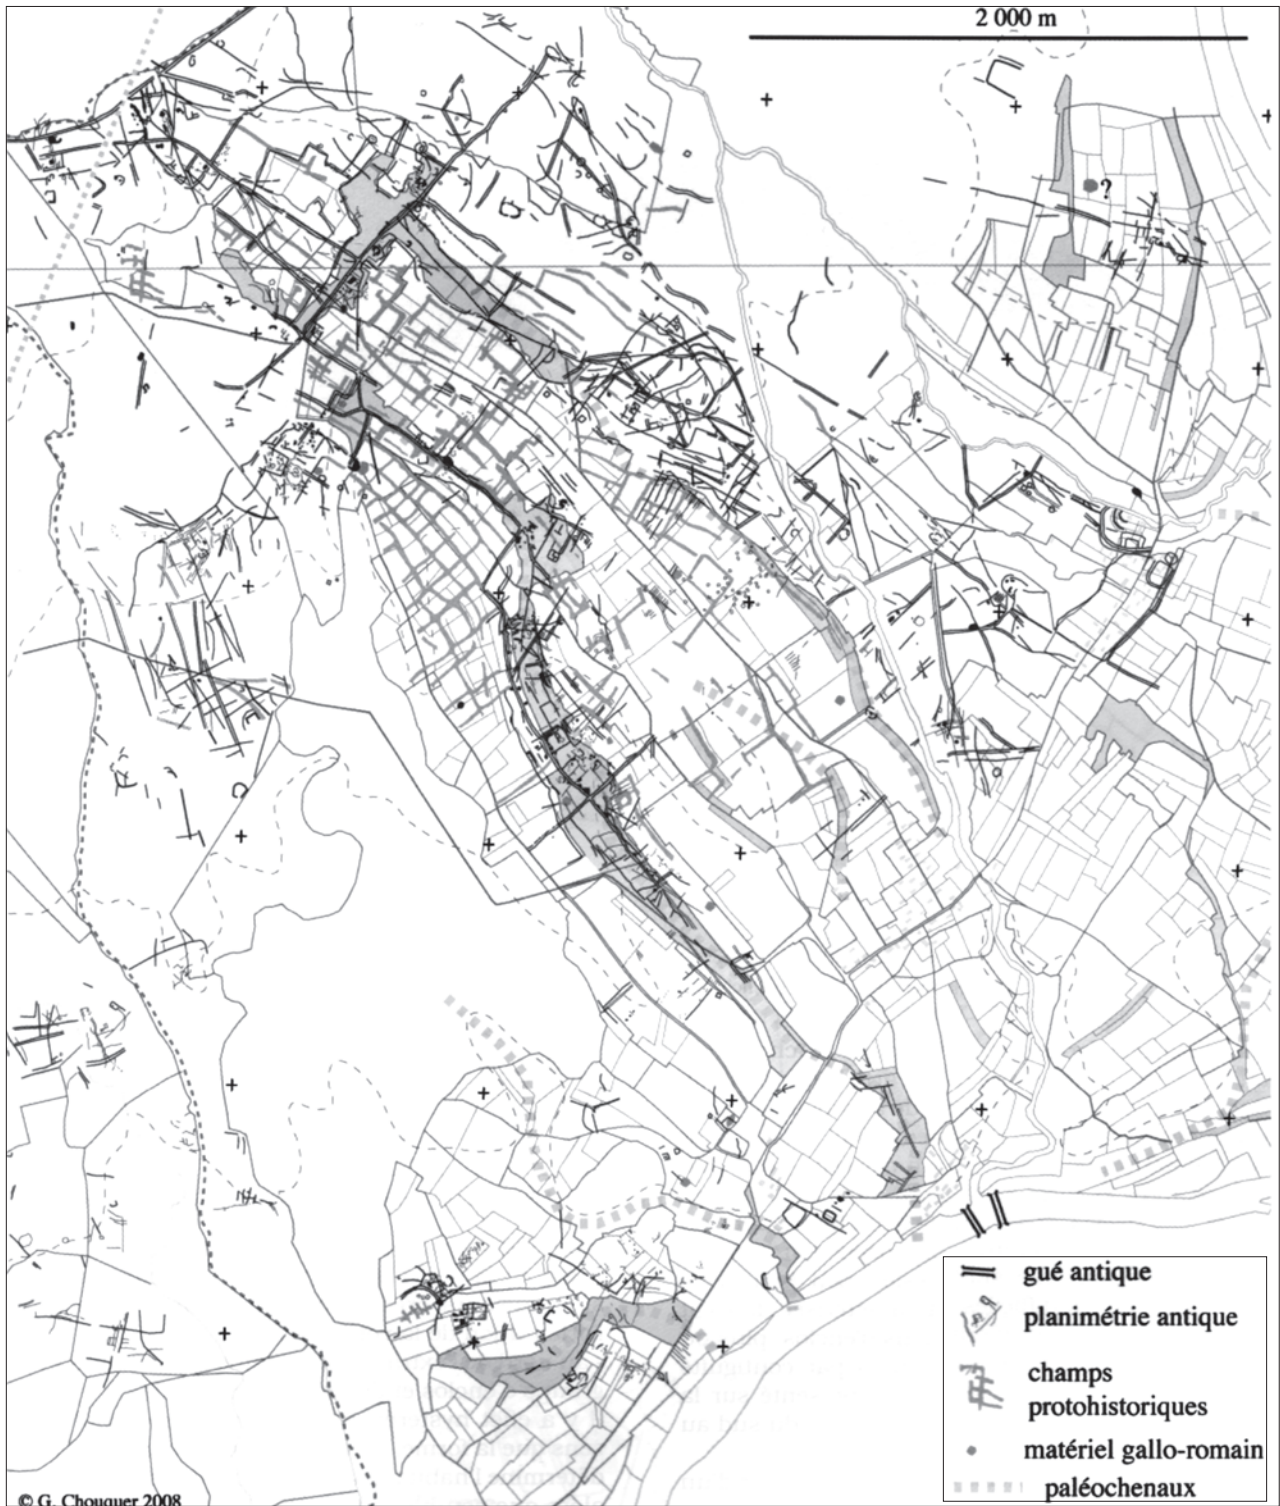 2 000 m
?
gué antique
planimétrie antique
champs
protohistoriques
matériel gallo-romain
paléochenaux
© G. Chouquer 2008